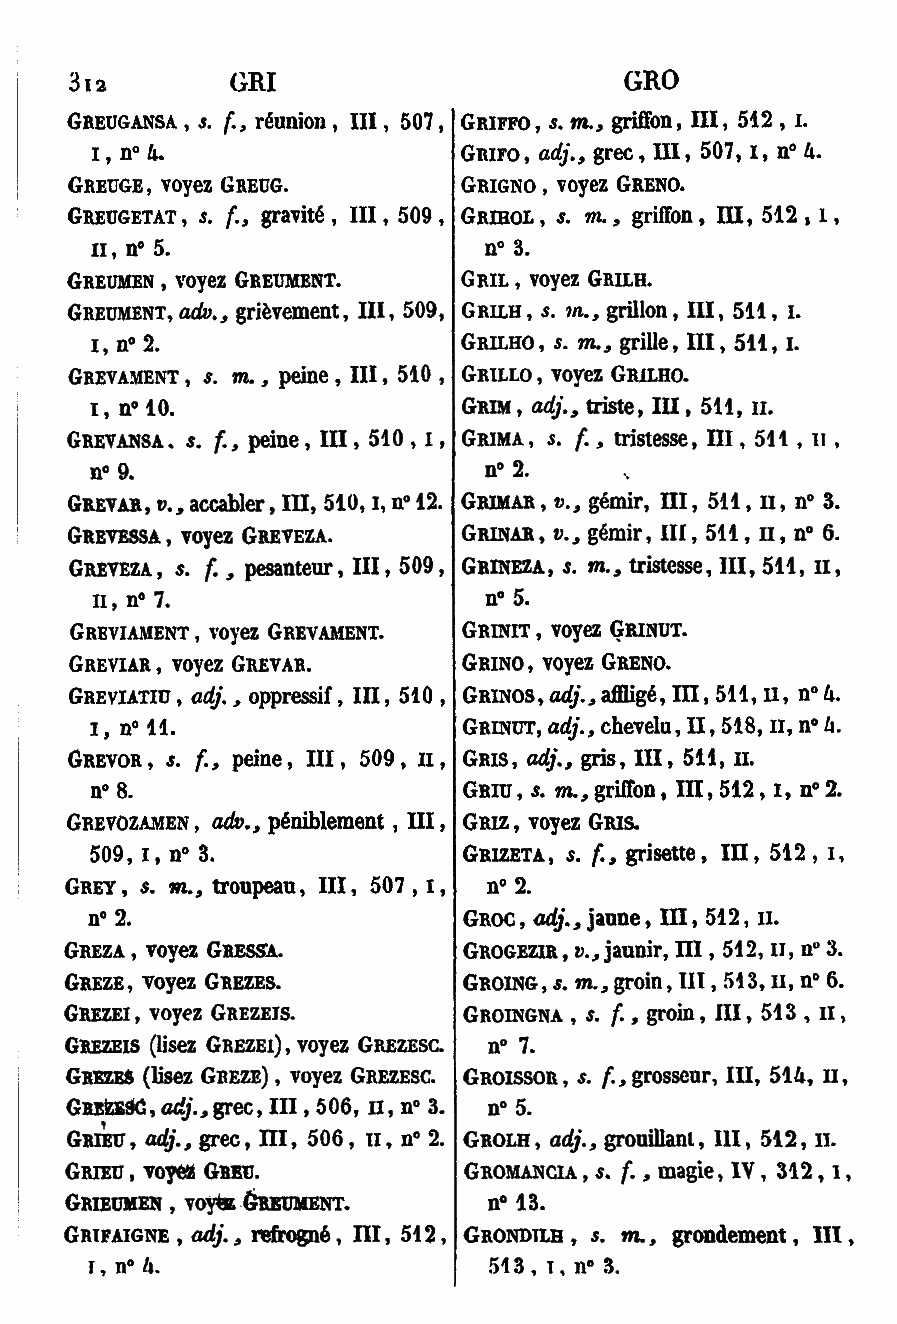 312 GRI GRO
GREUGANSA, s. f., réunion, III, 507,
I, n° 4.
GREUGE, voyez GREUG.
GREUGETAT, s. f., gravité, III, 509,
II, n° 5.
GREUMEN, voyez GREUMENT.
GREUMENT, adv., grièvement, III, 509,
I, n° 2.
GREVAMENT, s. m., peine, III, 510,
I, n° 10.
GREVANSA. s. f., peine, III, 510, I,
n° 9.
GREVAR, v., accabler, III, 510, I, n° 12.
GREVESSA, voyez GREVEZA.
GREVEZA, s. f., pesanteur, III, 509,
II, n° 7.
GREVIAMENT, voyez GREVAMENT.
GREVIAR, voyez GREVAR.
GREVIATIU, adj., oppressif, III, 510,
I, n° 11.
GREVOR, s. f., peine, III, 509, II,
n° 8.
GREVOZAMEN, adv., péniblement, III,
509, I, n° 3.
GREY, s. m., troupeau, III, 507, I,
n° 2.
GREZA, voyez GRESSA.
GREZE, voyez GREZES.
GREZEI, voyez GREZEIS.
GREZEIS (lisez GREZEI), voyez GREZESC.
GREZES (lisez GREZE), voyez GREZESC.
GREZESC, adj., grec, III, 506, II, n° 3.
GRIEU, adj., grec, III, 506, II, n° 2.
GRIEU, voyez GREU.
GRIEUMEN, voyez GREUMENT.
GRIFAIGNE, adj., refrogné, III, 512,
I, n° 4.
GRIFFO, s. m., griffon, III, 512, I.
GRIFO, adj., grec, III, 507, I, n° 4.
GRIGNO, voyez GRENO.
GRIHOL, s. m., griffon, III, 512, I,
n° 3.
GRIL, voyez GRILH.
GRILH, s. m., grillon, III, 511, I.
GRILHO, s. m., grille, III, 511, I.
GRILLO, voyez GRILHO.
GRIM, adj., triste, III, 511, II.
GRIMA, s. f., tristesse, III, 511, II,
n° 2.
GRIMAR, v., gémir, III, 511, II, n° 3.
GRINAR, v., gémir, III, 511, II, n° 6.
GRINEZA, s. m., tristesse, III, 511, II,
n° 5.
GRINIT, voyez GRINUT.
GRINO, voyez GRENO.
GRINOS, adj., affligé, III, 511, II, n° 4.
GRINUT, adj., chevelu, II, 518, II, n° 4.
GRIS, adj., gris, III, 511, II.
GRIU, s. m., griffon, III, 512, I, n° 2.
GRIZ, voyez GRIS.
GRIZETA, s. f., grisette, III, 512, I,
n° 2.
GROC, adj., jaune, III, 512, II.
GROGEZIR, v., jaunir, III, 512, II, n° 3.
GROING, s. m., groin, III, 513, II, n° 6.
GROINGNA, s. f., groin, III, 513, II,
n° 7.
GROISSOR, s. f., grosseur, III, 514, II,
n° 5.
GROLH, adj., grouillant, III, 512, II.
GROMANCIA, s. f., magie, IV, 312, I,
n° 13.
GRONDILH, s. m., grondement, III,
513, I, n° 3.